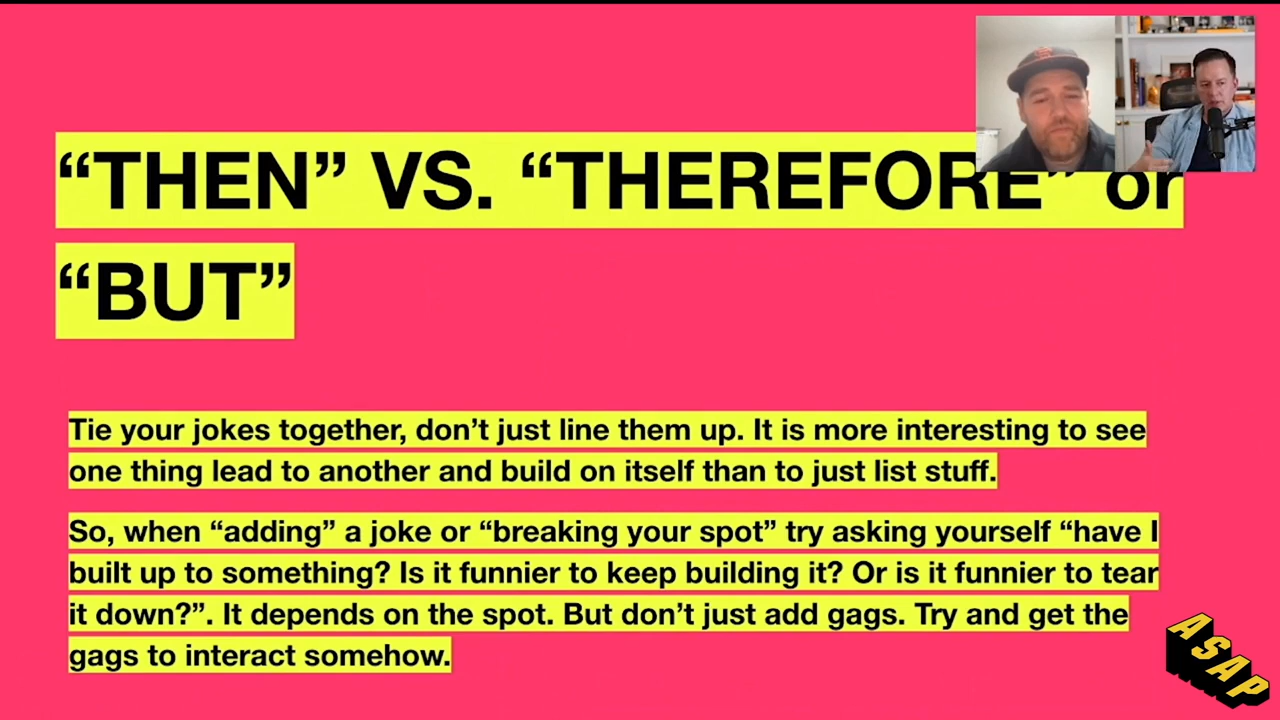 “THEN” VS. “THEREFORE” or
“BUT”
Tie your jokes together, don’t just line them up. It is more interesting to see
one thing lead to another and build on itself than to just list stuff.
So, when “adding” a joke or “breaking your spot” try asking yourself “have I
built up to something? Is it funnier to keep building it? Or is it funnier to tear
it down?”. It depends on the spot. But don’t just add gags. Try and get the
gags to interact somehow.
ASAP